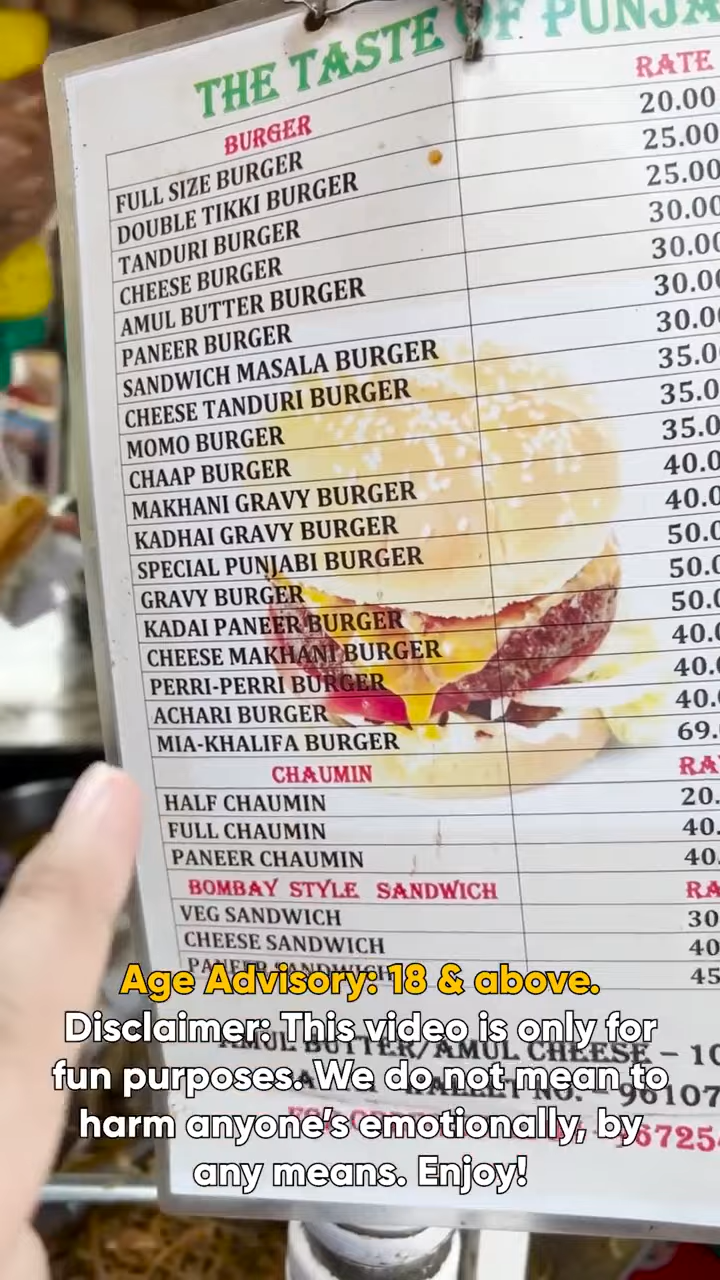 THE TASTE OF PUNJA
BURGER RATE
FULL SIZE BURGER 20.00
DOUBLE TIKKI BURGER 25.00
TANDURI BURGER 25.00
CHEESE BURGER 30.00
AMUL BUTTER BURGER 30.00
PANEER BURGER 30.00
SANDWICH MASALA BURGER 30.00
CHEESE TANDURI BURGER 35.00
MOMO BURGER 35.0
CHAAP BURGER 35.0
MAKHANI GRAVY BURGER 40.0
KADHAI GRAVY BURGER 40.0
SPECIAL PUNJABI BURGER 50.0
GRAVY BURGER 50.0
KADAI PANEER BURGER 50.0
CHEESE MAKHANI BURGER 40.0
PERRI-PERRI BURGER 40.0
ACHARI BURGER 40.0
MIA-KHALIFA BURGER 69.
CHAUMIN RA
HALF CHAUMIN 20.
FULL CHAUMIN 40.
PANEER CHAUMIN 40.
BOMBAY STYLE SANDWICH RA
VEG SANDWICH 30
CHEESE SANDWICH 40
PANEER SANDWICH 45
Age Advisory: 18 & above.
Disclaimer: This video is only for
fun purposes. We do not mean to
harm anyone's emotionally, by
any means. Enjoy!
AMUL BUTTER/AMUL CHEESE – 10
NO. – 96107
67254